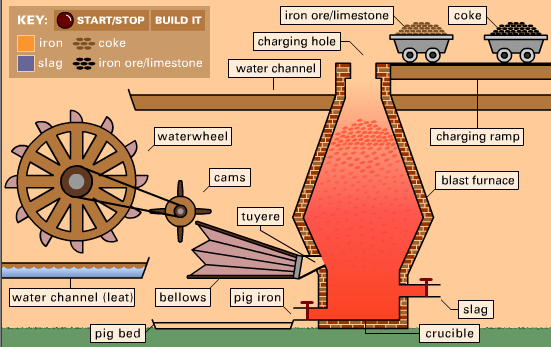 KEY: START/STOP BUILD IT
iron coke
slag iron ore/limestone
iron ore/limestone
coke
charging hole
water channel
charging ramp
waterwheel
cams
blast furnace
tuyere
water channel (leat)
bellows
pig iron
slag
pig bed
crucible